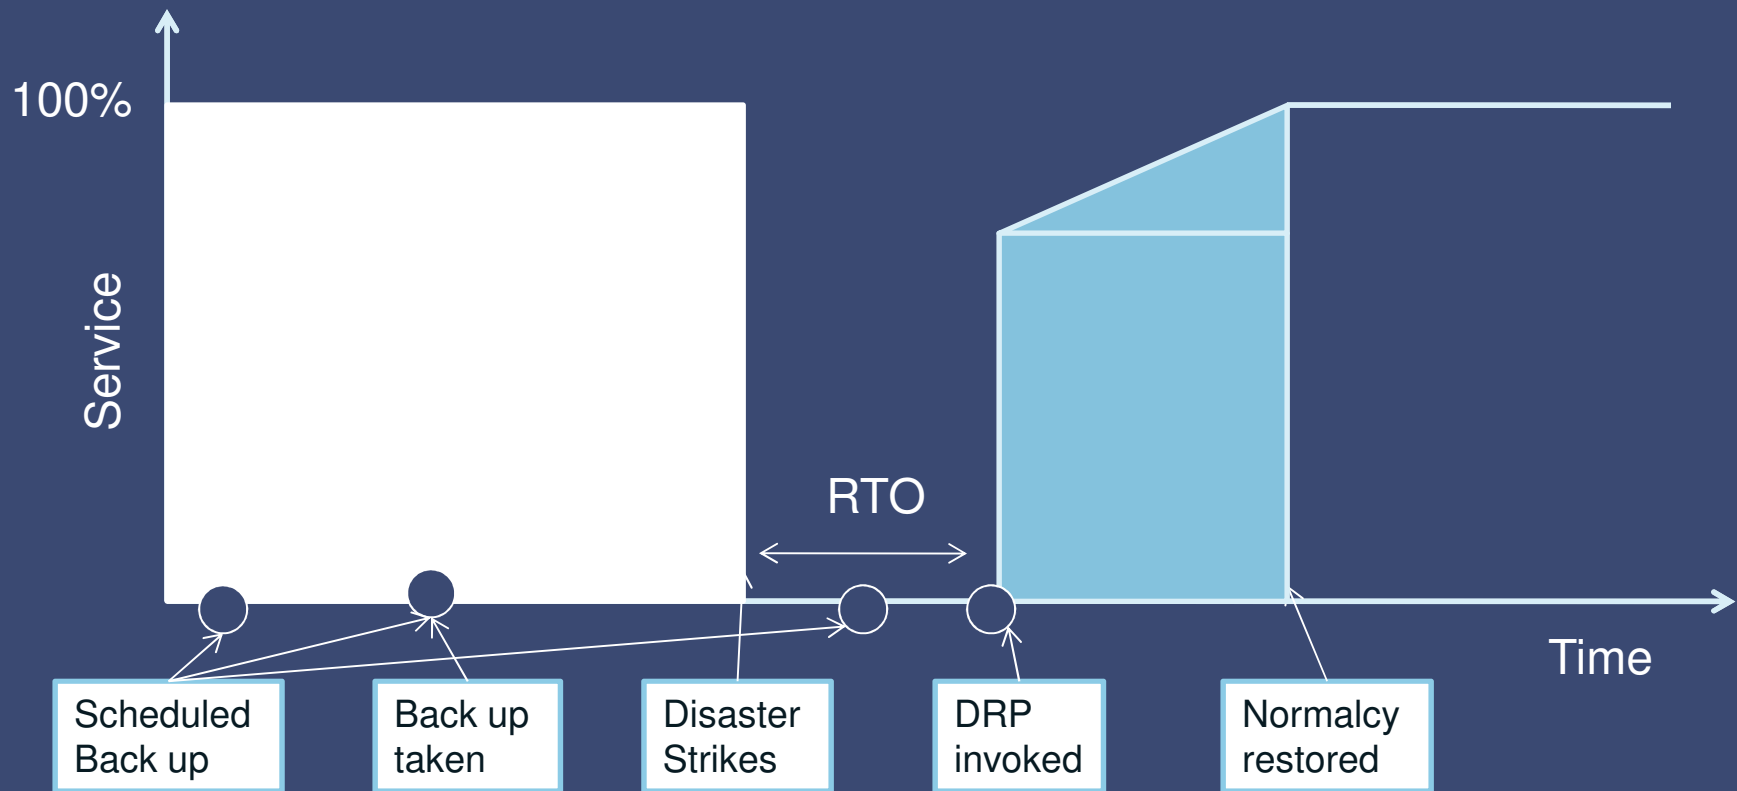 100%
Service
RTO
Time
Scheduled
Back up
Back up
taken
Disaster
Strikes
DRP
invoked
Normalcy
restored